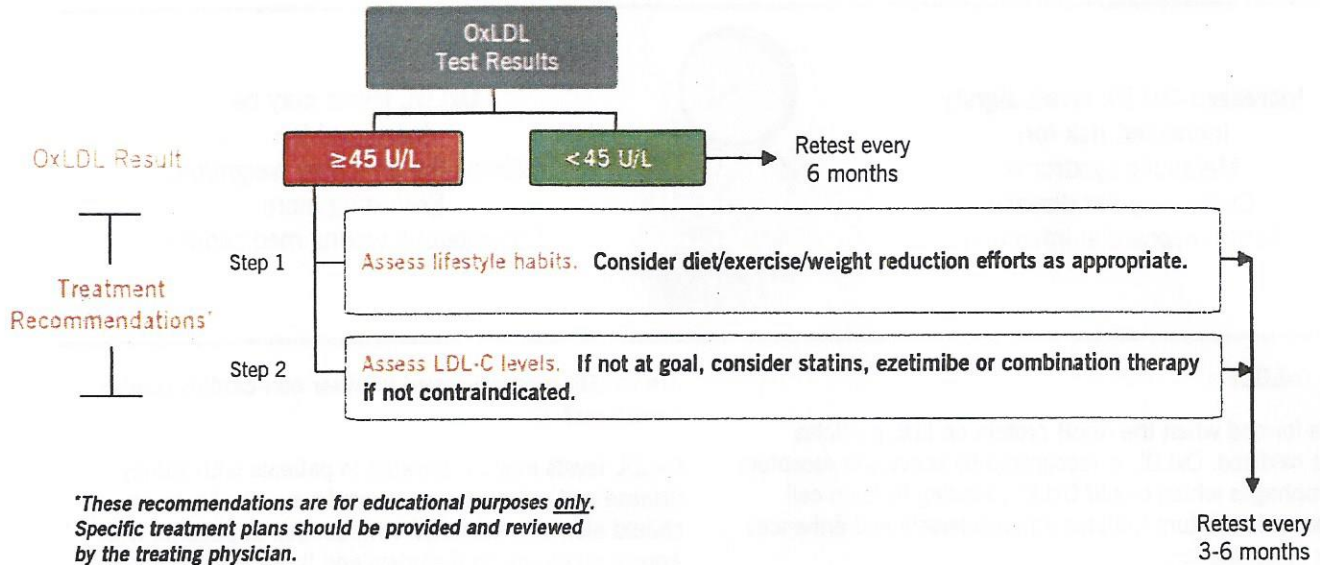 OxLDL
Test Results
OxLDL Result
≥45 U/L
<45 U/L
Retest every
6 months
Treatment
Recommendations*
Step 1
Assess lifestyle habits. Consider diet/exercise/weight reduction efforts as appropriate.
Step 2
Assess LDL-C levels. If not at goal, consider statins, ezetimibe or combination therapy
if not contraindicated.
*These recommendations are for educational purposes only.
Specific treatment plans should be provided and reviewed
by the treating physician.
Retest every
3-6 months